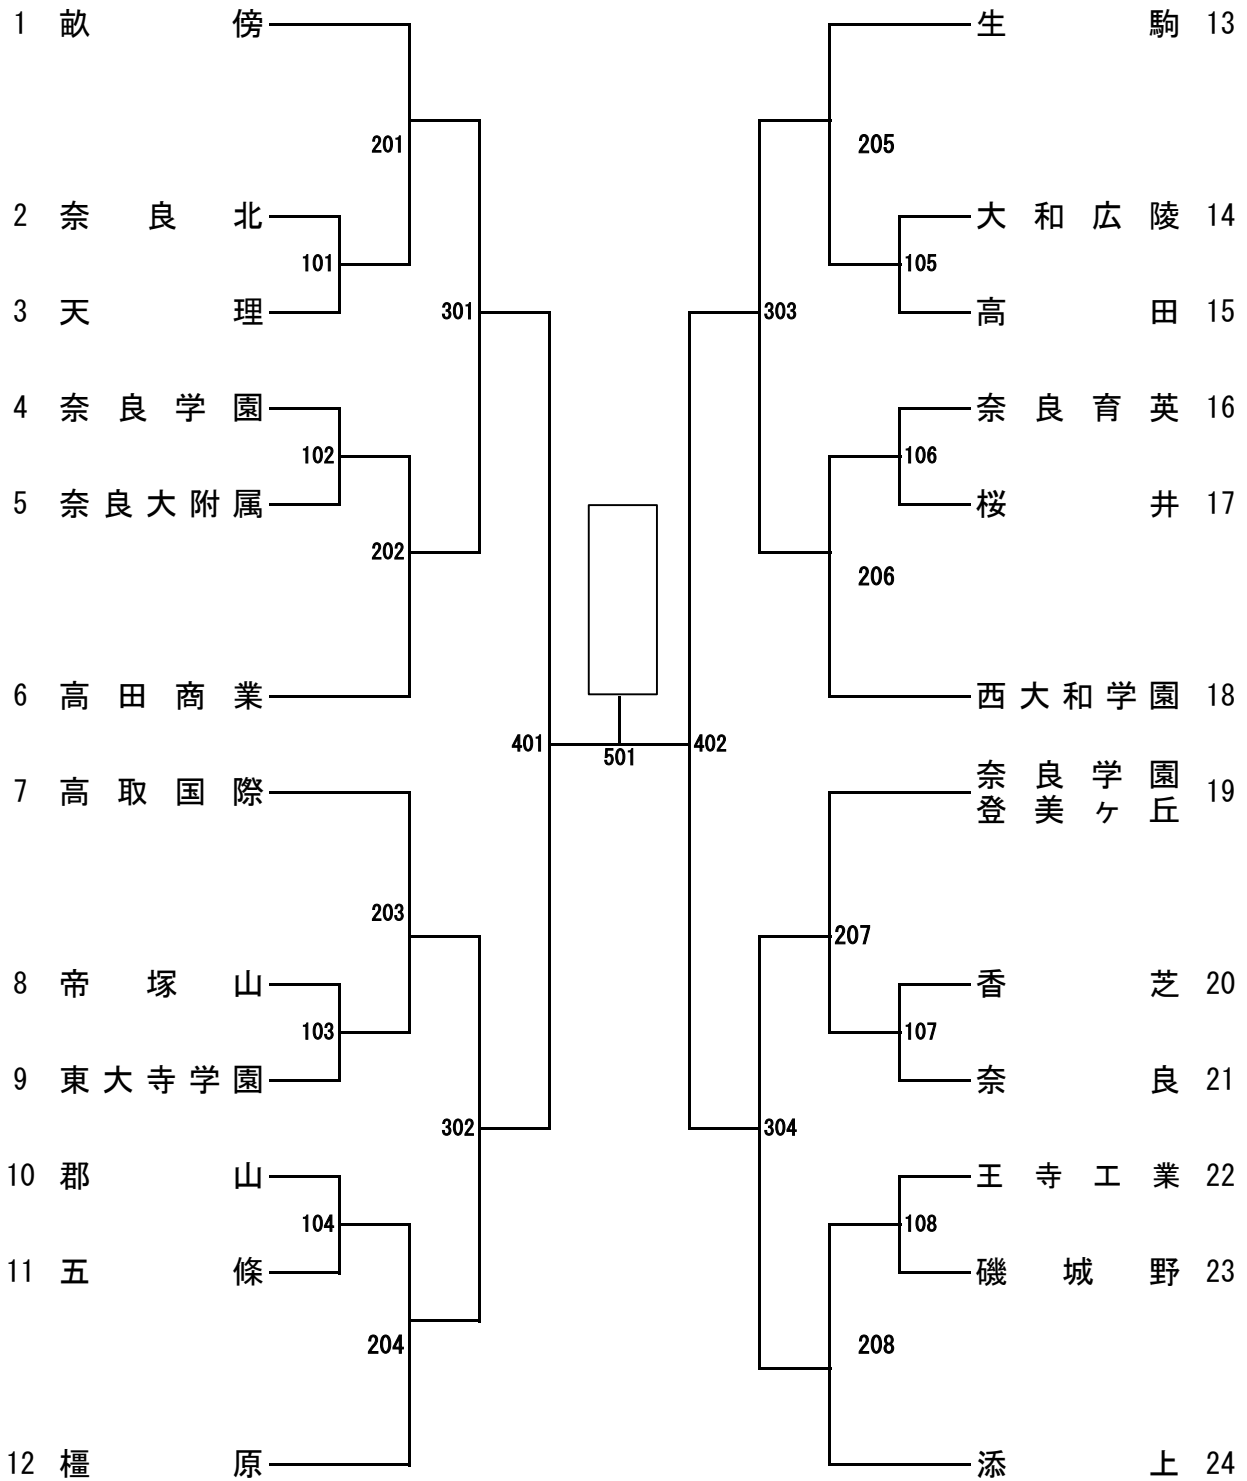 1 畝傍
201
2 奈良北
101
3 天理
301
4 奈良学園
102
5 奈良大附属
202
6 高田商業
401
7 高取国際
203
8 帝塚山
103
9 東大寺学園
302
10 郡山
104
11 五條
204
12 橿原
501
生駒 13
205
大和広陵 14
105
高田 15
303
奈良育英 16
106
桜井 17
206
西大和学園 18
402
奈良学園
登美ヶ丘 19
207
香芝 20
107
奈良 21
304
王寺工業 22
108
磯城野 23
208
添上 24